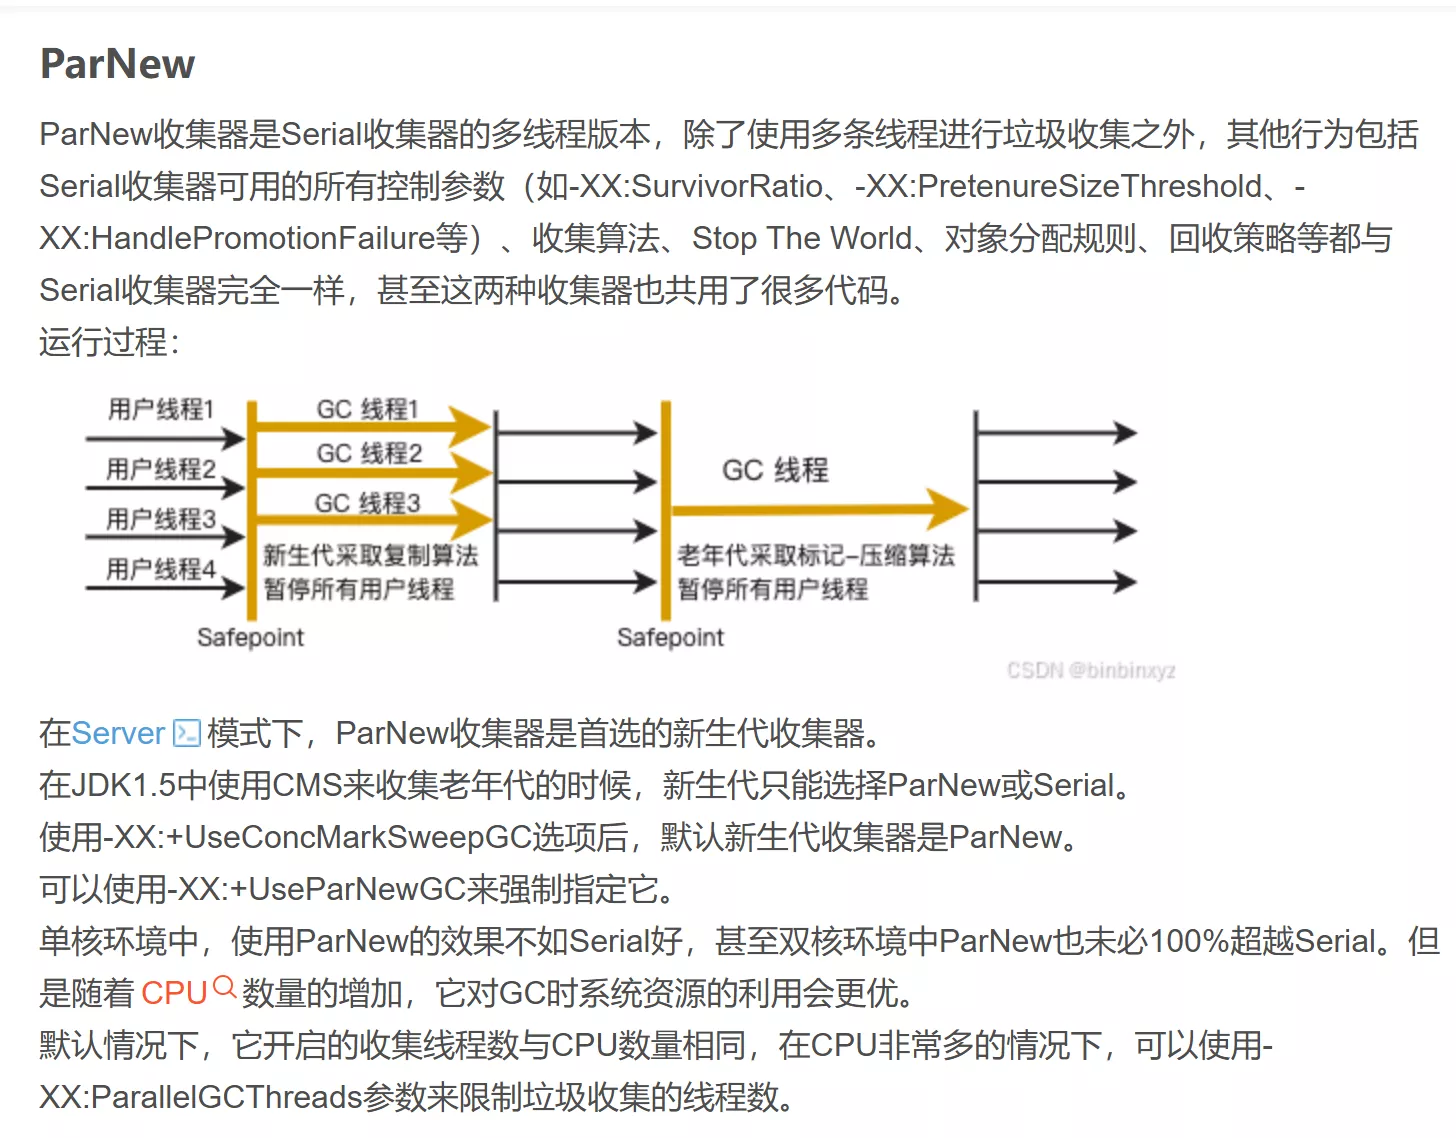 ParNew
ParNew收集器是Serial收集器的多线程版本，除了使用多条线程进行垃圾收集之外，其他行为包括
Serial收集器可用的所有控制参数（如-XX:SurvivorRatio、-XX:PretenureSizeThreshold、-
XX:HandlePromotionFailure等）、收集算法、Stop The World、对象分配规则、回收策略等都与
Serial收集器完全一样，甚至这两种收集器也共用了很多代码。
运行过程：
用户线程1
用户线程2
用户线程3
用户线程4
GC 线程1
GC 线程2
GC 线程3
新生代采取复制算法
暂停所有用户线程
Safepoint
GC 线程
老年代采取标记-压缩算法
暂停所有用户线程
Safepoint
CSDN @binbinxyz
在Server模式下，ParNew收集器是首选的新生代收集器。
在JDK1.5中使用CMS来收集老年代的时候，新生代只能选择ParNew或Serial。
使用-XX:+UseConcMarkSweepGC选项后，默认新生代收集器是ParNew。
可以使用-XX:+UseParNewGC来强制指定它。
单核环境中，使用ParNew的效果不如Serial好，甚至双核环境中ParNew也未必100%超越Serial。但
是随着CPU数量的增加，它对GC时系统资源的利用会更优。
默认情况下，它开启的收集线程数与CPU数量相同，在CPU非常多的情况下，可以使用-
XX:ParallelGCThreads参数来限制垃圾收集的线程数。